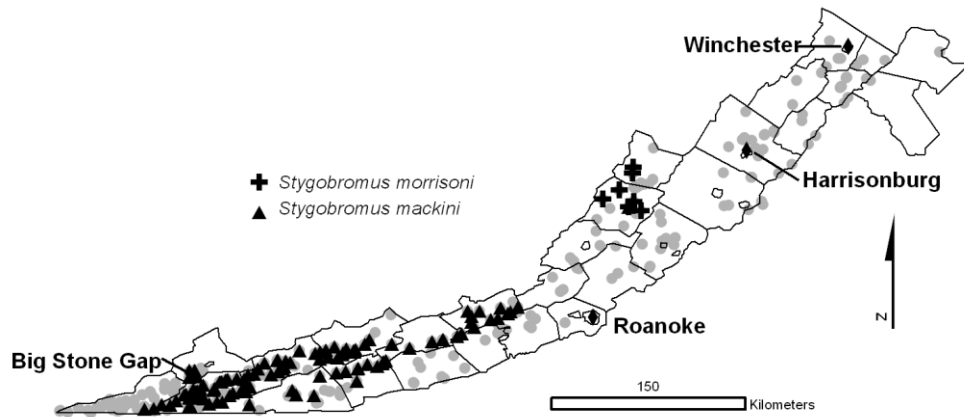 Winchester
Stygobromus morrisoni
Stygobromus mackini
Harrisonburg
Z
Roanoke
Big Stone Gap
150
Kilometers